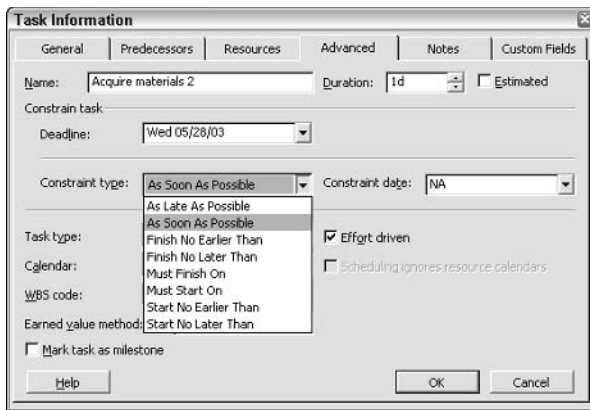 Task Information
General Predecessors Resources Advanced Notes Custom Fields
Name: Acquire materials 2 Duration: 1d Estimated
Constrain task
Deadline: Wed 05/28/03
Constraint type: As Soon As Possible Constraint date: NA
As Late As Possible
As Soon As Possible
Task type: Effort driven
Finish No Earlier Than
Finish No Later Than
Calendar: Scheduling ignores resource calendars
Must Finish On
WBS code: Must Start On
Start No Earlier Than
Earned value method: Start No Later Than
Mark task as milestone
Help OK Cancel